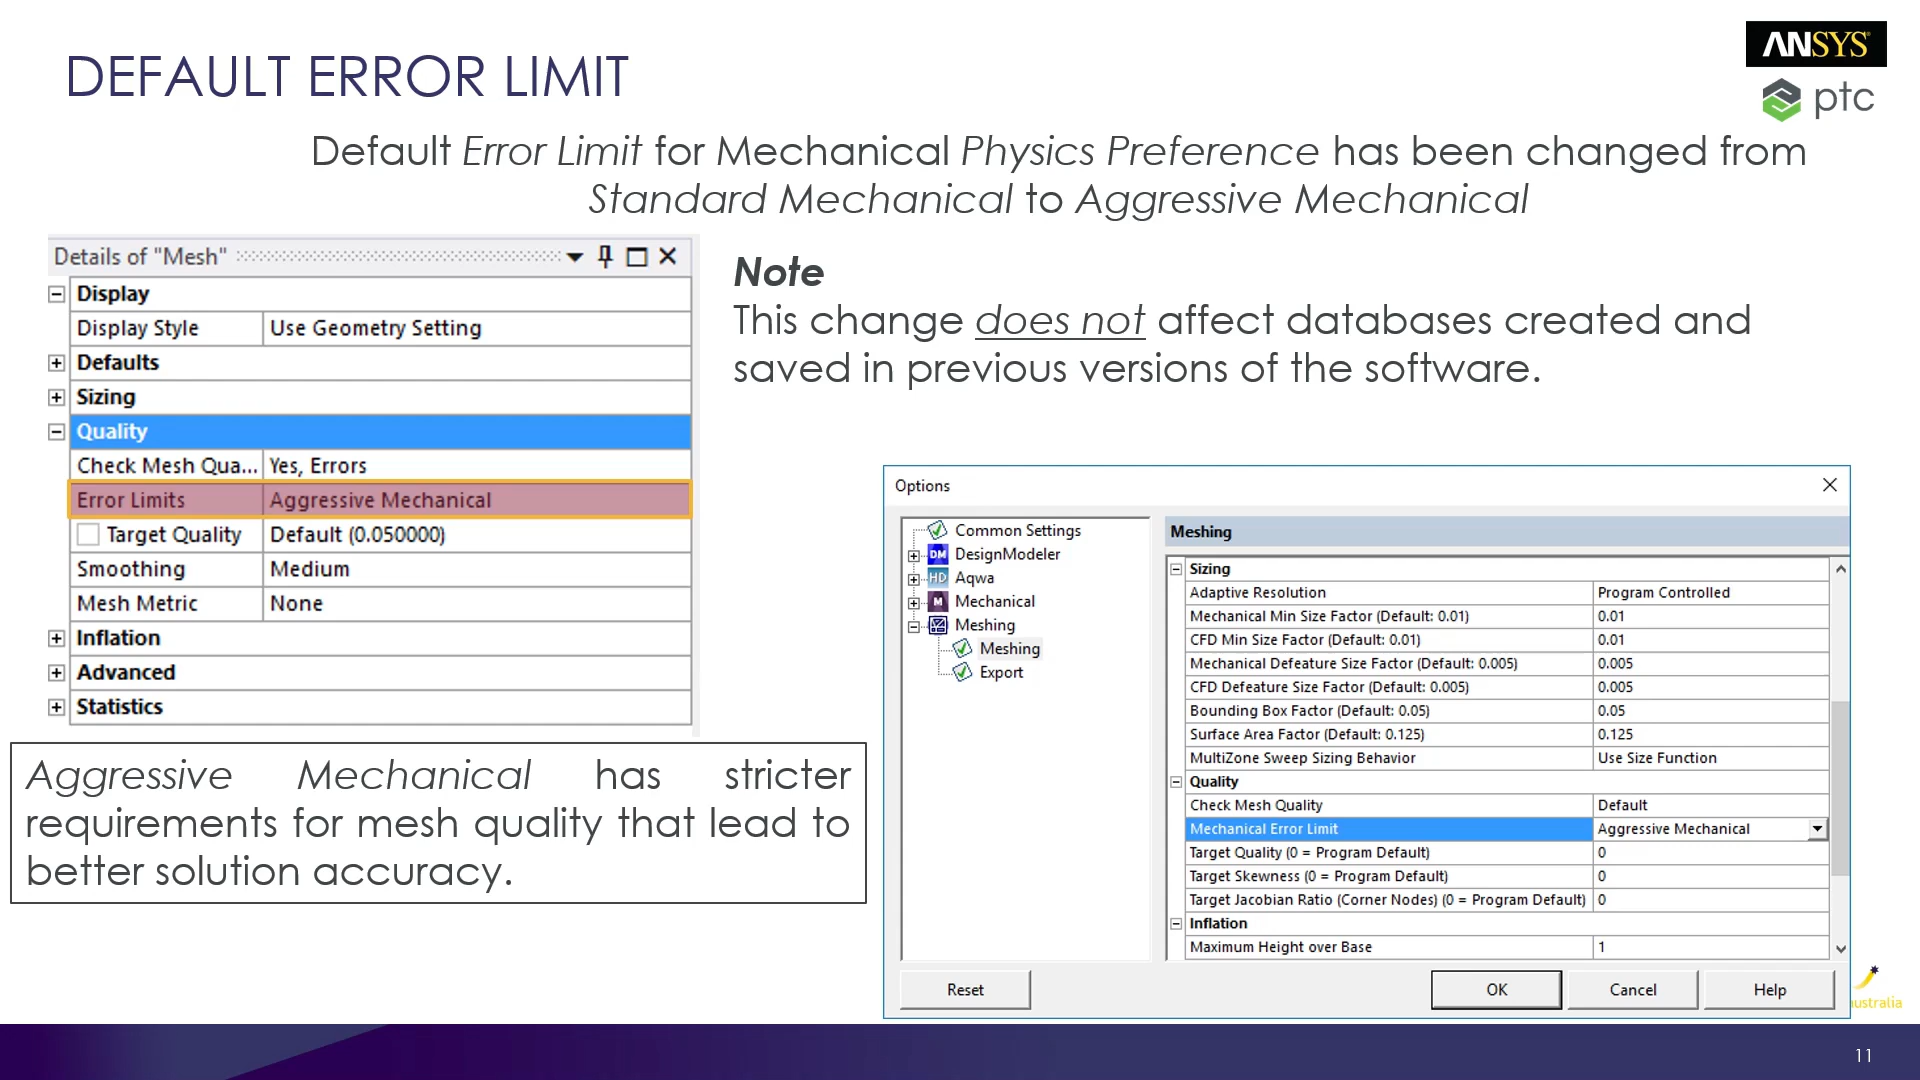 DEFAULT ERROR LIMIT
ANSYS
ptc
Default Error Limit for Mechanical Physics Preference has been changed from
Standard Mechanical to Aggressive Mechanical
Details of "Mesh"
Display
Display Style Use Geometry Setting
Defaults
Sizing
Quality
Check Mesh Qua... Yes, Errors
Error Limits Aggressive Mechanical
Target Quality Default (0.050000)
Smoothing Medium
Mesh Metric None
Inflation
Advanced
Statistics
Note
This change does not affect databases created and
saved in previous versions of the software.
Aggressive Mechanical has stricter
requirements for mesh quality that lead to
better solution accuracy.
Options
Common Settings
DM DesignModeler
HD Aqwa
M Mechanical
Meshing
Meshing
Export
Meshing
Sizing
Adaptive Resolution Program Controlled
Mechanical Min Size Factor (Default: 0.01) 0.01
CFD Min Size Factor (Default: 0.01) 0.01
Mechanical Defeature Size Factor (Default: 0.005) 0.005
CFD Defeature Size Factor (Default: 0.005) 0.005
Bounding Box Factor (Default: 0.05) 0.05
Surface Area Factor (Default: 0.125) 0.125
MultiZone Sweep Sizing Behavior Use Size Function
Quality
Check Mesh Quality Default
Mechanical Error Limit Aggressive Mechanical
Target Quality (0 = Program Default) 0
Target Skewness (0 = Program Default) 0
Target Jacobian Ratio (Corner Nodes) (0 = Program Default) 0
Inflation
Maximum Height over Base 1
Reset
OK
Cancel
Help
ustralia
11